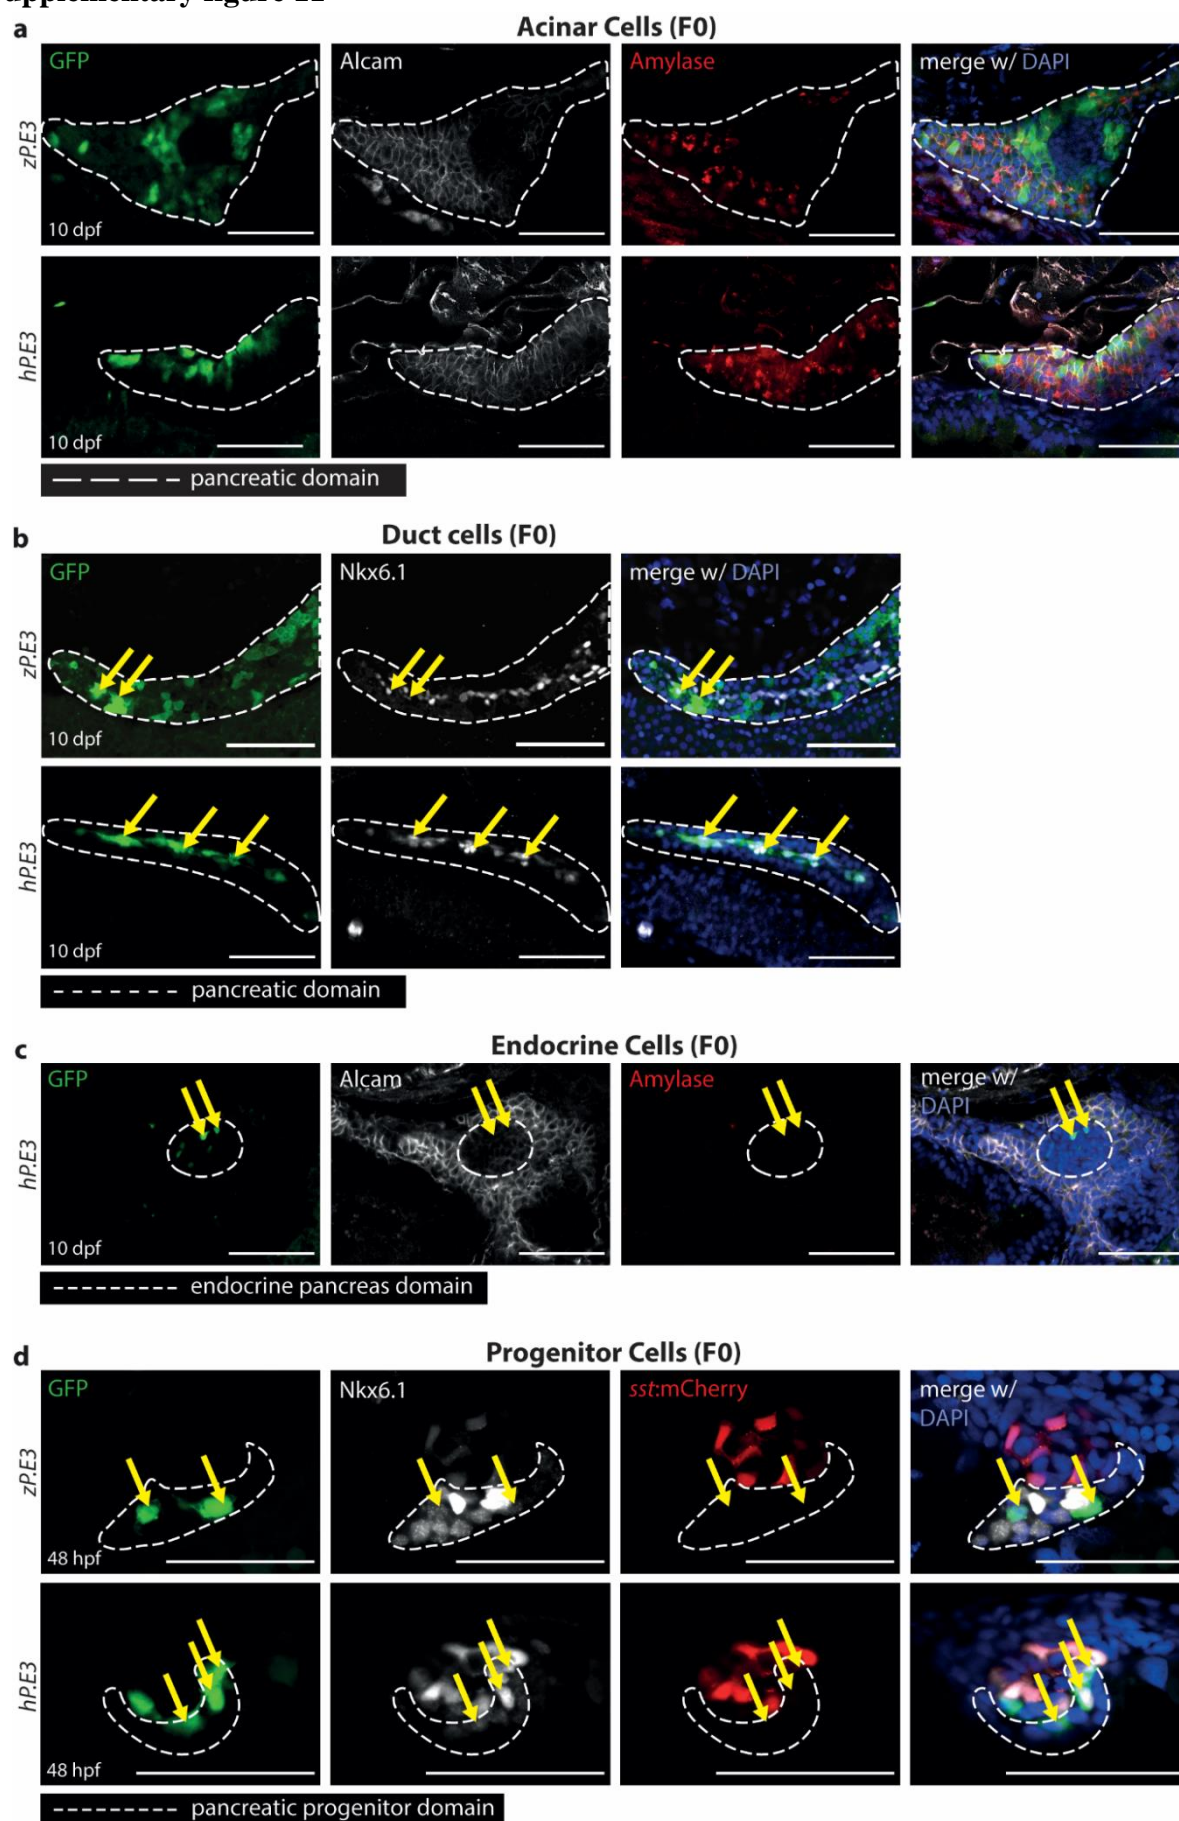 a
Acinar Cells (F0)
GFP
Alcam
Amylase
merge w/ DAPI
zP.E3
10 dpf
hP.E3
10 dpf
pancreatic domain
b
Duct cells (F0)
GFP
Nkx6.1
merge w/ DAPI
zP.E3
10 dpf
hP.E3
10 dpf
pancreatic domain
c
Endocrine Cells (F0)
GFP
Alcam
Amylase
merge w/
DAPI
hP.E3
10 dpf
endocrine pancreas domain
d
Progenitor Cells (F0)
GFP
Nkx6.1
sst:mCherry
merge w/
DAPI
zP.E3
48 hpf
hP.E3
48 hpf
pancreatic progenitor domain